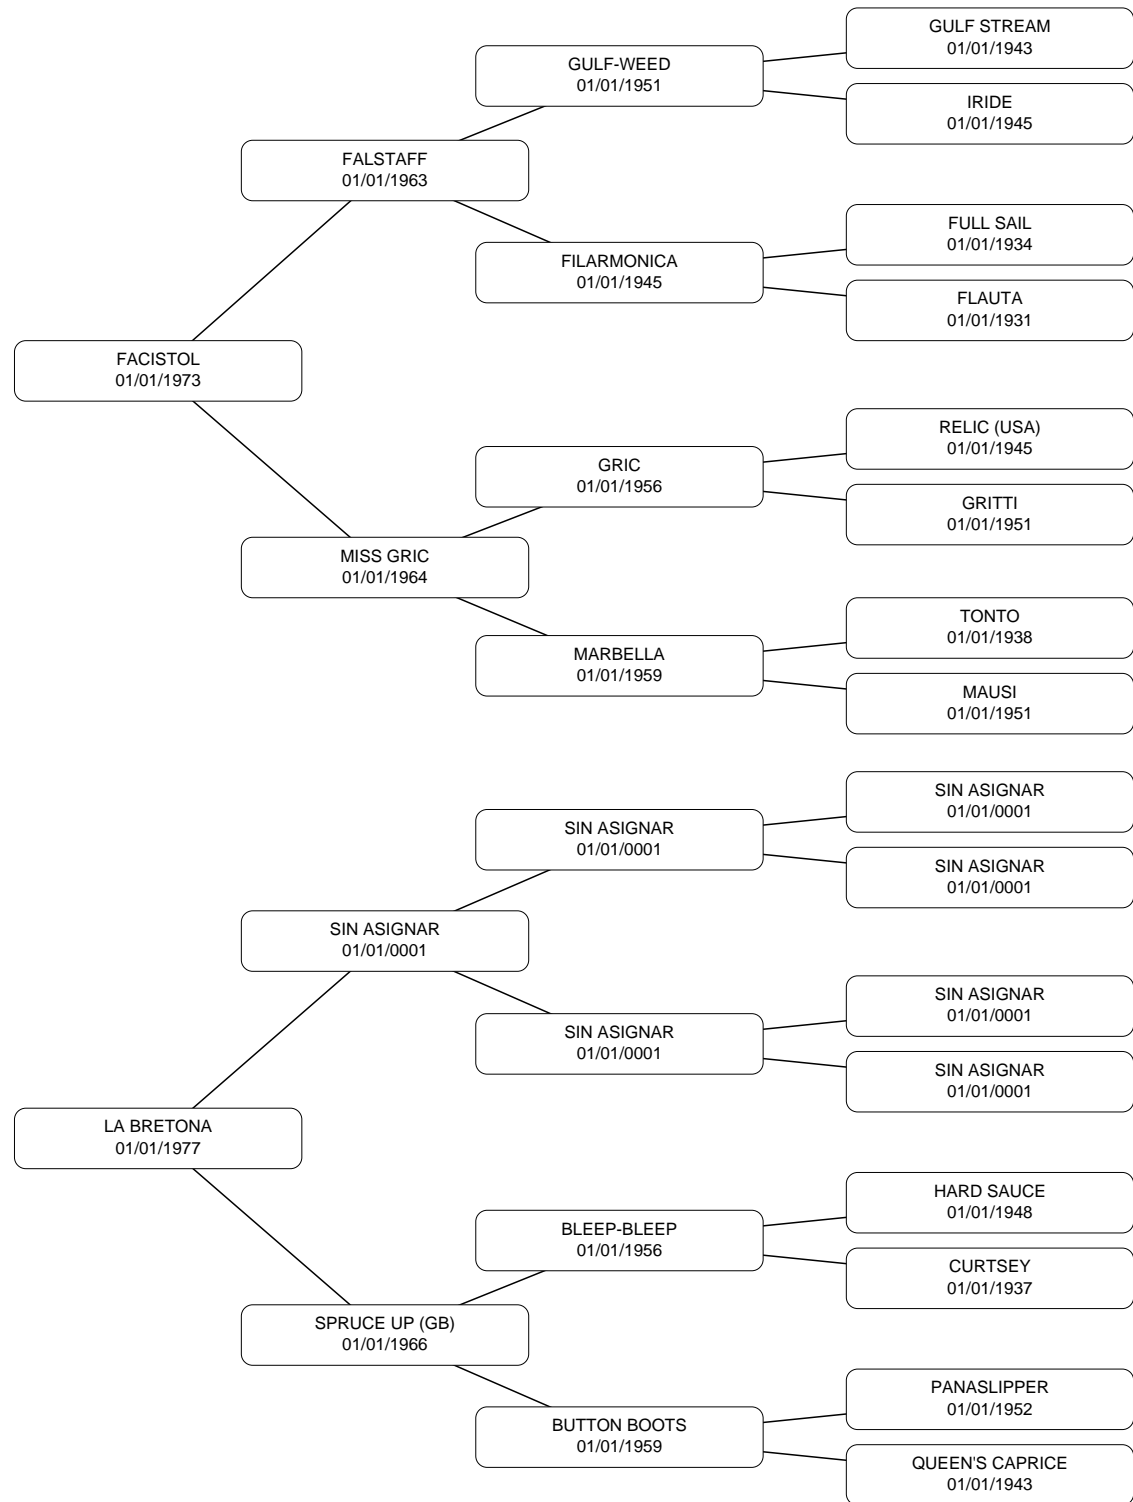 GULF STREAM
01/01/1943
GULF-WEED
01/01/1951
IRIDE
01/01/1945
FALSTAFF
01/01/1963
FULL SAIL
01/01/1934
FILARMONICA
01/01/1945
FLAUTA
01/01/1931
FACISTOL
01/01/1973
RELIC (USA)
01/01/1945
GRIC
01/01/1956
GRITTI
01/01/1951
MISS GRIC
01/01/1964
TONTO
01/01/1938
MARBELLA
01/01/1959
MAUSI
01/01/1951
SIN ASIGNAR
01/01/0001
SIN ASIGNAR
01/01/0001
SIN ASIGNAR
01/01/0001
SIN ASIGNAR
01/01/0001
SIN ASIGNAR
01/01/0001
SIN ASIGNAR
01/01/0001
SIN ASIGNAR
01/01/0001
LA BRETONA
01/01/1977
HARD SAUCE
01/01/1948
BLEEP-BLEEP
01/01/1956
CURTSEY
01/01/1937
SPRUCE UP (GB)
01/01/1966
PANASLIPPER
01/01/1952
BUTTON BOOTS
01/01/1959
QUEEN'S CAPRICE
01/01/1943